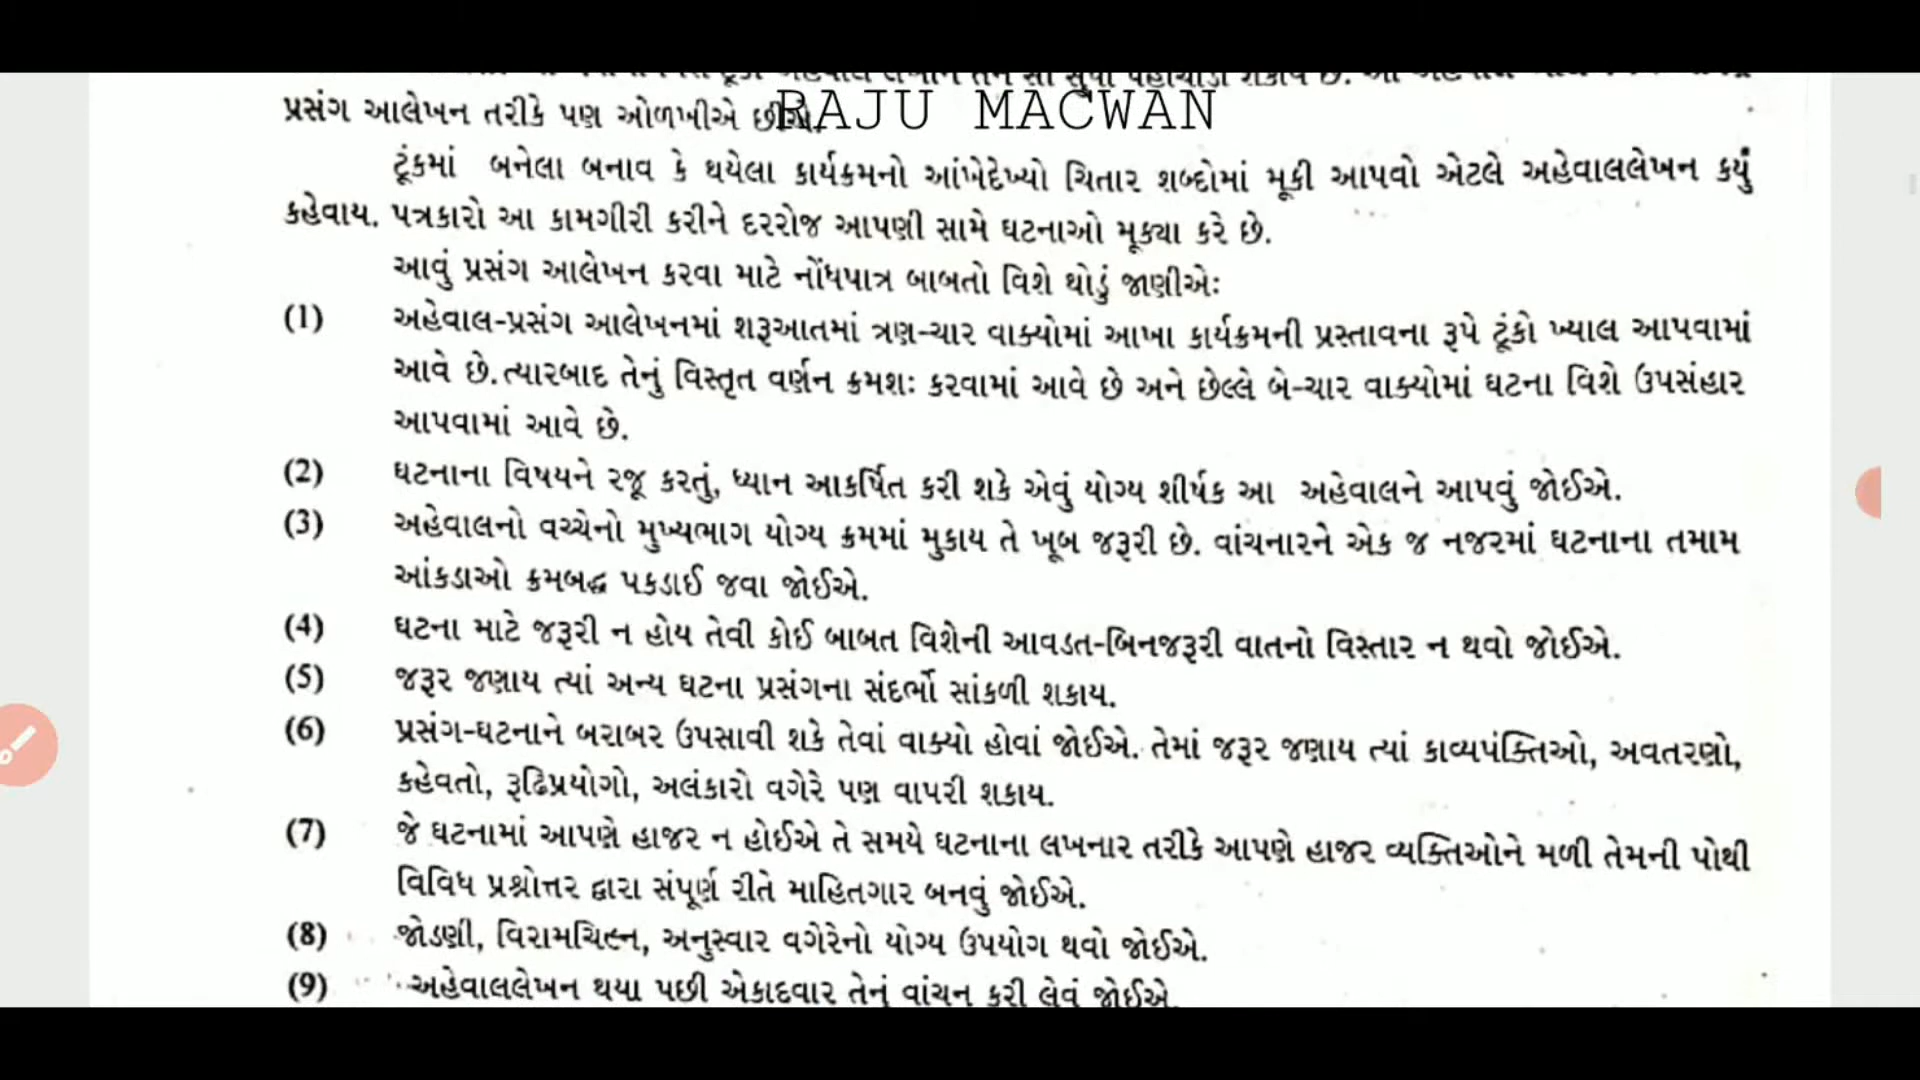 પ્રસંગ આલેખન તરીકે પણ ઓળખીએ
RAJU MACWAN
ટૂંકમાં બનેલા બનાવ કે થયેલા કાર્યક્રમનો આંખેદેખ્યો ચિતાર શબ્દોમાં મૂકી આપવો એટલે અહેવાલલેખન કર્યું
કહેવાય. પત્રકારો આ કામગીરી કરીને દરરોજ આપણી સામે ઘટનાઓ મૂક્યા કરે છે.
આવું પ્રસંગ આલેખન કરવા માટે નોંધપાત્ર બાબતો વિશે થોડું જાણીએઃ
(1) અહેવાલ-પ્રસંગ આલેખનમાં શરૂઆતમાં ત્રણ-ચાર વાક્યોમાં આખા કાર્યક્રમની પ્રસ્તાવના રૂપે ટૂંકો ખ્યાલ આપવામાં
આવે છે.ત્યારબાદ તેનું વિસ્તૃત વર્ણન ક્રમશઃ કરવામાં આવે છે અને છેલ્લે બે-ચાર વાક્યોમાં ઘટના વિશે ઉપસંહાર
આપવામાં આવે છે.
(2) ઘટનાના વિષયને રજૂ કરતું, ધ્યાન આકર્ષિત કરી શકે એવું યોગ્ય શીર્ષક આ અહેવાલને આપવું જોઈએ.
(3) અહેવાલનો વચ્ચેનો મુખ્યભાગ યોગ્ય ક્રમમાં મુકાય તે ખૂબ જરૂરી છે. વાંચનારને એક જ નજરમાં ઘટનાના તમામ
આંકડાઓ ક્રમબદ્ધ પકડાઈ જવા જોઈએ.
(4) ઘટના માટે જરૂરી ન હોય તેવી કોઈ બાબત વિશેની આવડત-બિનજરૂરી વાતનો વિસ્તાર ન થવો જોઈએ.
(5) જરૂર જણાય ત્યાં અન્ય ઘટના પ્રસંગના સંદર્ભો સાંકળી શકાય.
(6) પ્રસંગ-ઘટનાને બરાબર ઉપસાવી શકે તેવાં વાક્યો હોવાં જોઈએ. તેમાં જરૂર જણાય ત્યાં કાવ્યપંક્તિઓ, અવતરણો,
કહેવતો, રૂઢિપ્રયોગો, અલંકારો વગેરે પણ વાપરી શકાય.
(7) જે ઘટનામાં આપણે હાજર ન હોઈએ તે સમયે ઘટનાના લખનાર તરીકે આપણે હાજર વ્યક્તિઓને મળી તેમની પોથી
વિવિધ પ્રશ્નોત્તર દ્વારા સંપૂર્ણ રીતે માહિતગાર બનવું જોઈએ.
(8) જોડણી, વિરામચિહ્ન, અનુસ્વાર વગેરેનો યોગ્ય ઉપયોગ થવો જોઈએ.
(9) અહેવાલલેખન થયા પછી એકાદવાર તેનું વાંચન કરી લેવું જોઈએ.